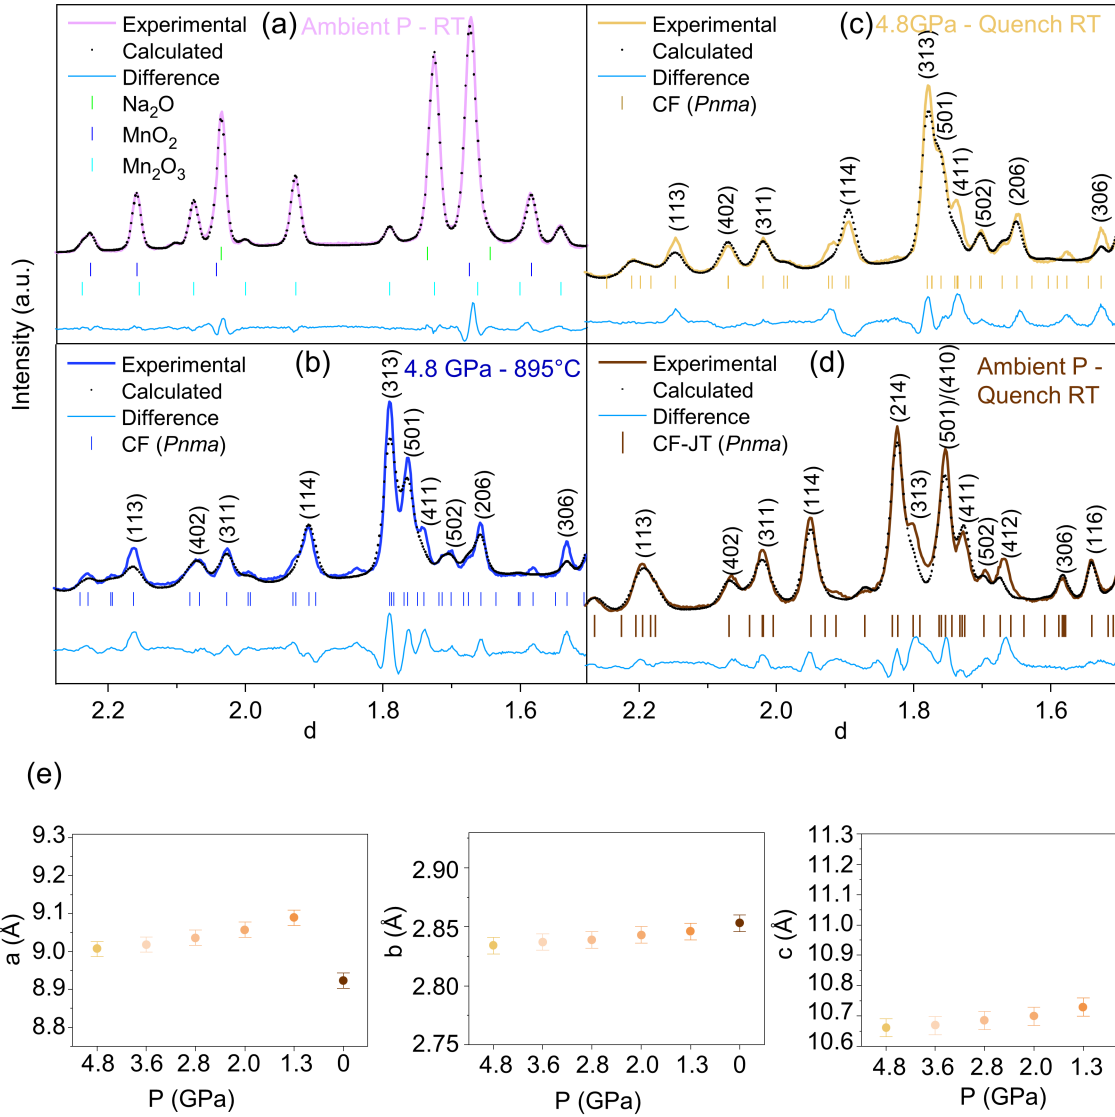 Intensity (a.u.)
Experimental
Calculated
Difference
Na2O
MnO2
Mn2O3
(a) Ambient P - RT
Experimental
Calculated
Difference
CF (Pnma)
(c) 4.8GPa - Quench RT
(113)
(402)
(311)
(114)
(313)
(501)
(411)
(502)
(206)
(306)
Experimental
Calculated
Difference
CF (Pnma)
(b) 4.8 GPa - 895°C
(113)
(402)
(311)
(114)
(313)
(501)
(411)
(502)
(206)
(306)
2.2 2.0 1.8 1.6
d
Experimental
Calculated
Difference
CF-JT (Pnma)
(d) Ambient P -
Quench RT
(113)
(402)
(311)
(114)
(214)
(313)
(501)/(410)
(411)
(502)
(412)
(306)
(116)
2.2 2.0 1.8 1.6
d
(e)
a (Å)
9.3
9.2
9.1
9.0
8.9
8.8
4.8 3.6 2.8 2.0 1.3 0
P (GPa)
b (Å)
2.90
2.85
2.80
2.75
4.8 3.6 2.8 2.0 1.3 0
P (GPa)
c (Å)
11.3
11.2
11.1
11.0
10.9
10.8
10.7
10.6
4.8 3.6 2.8 2.0 1.3
P (GPa)